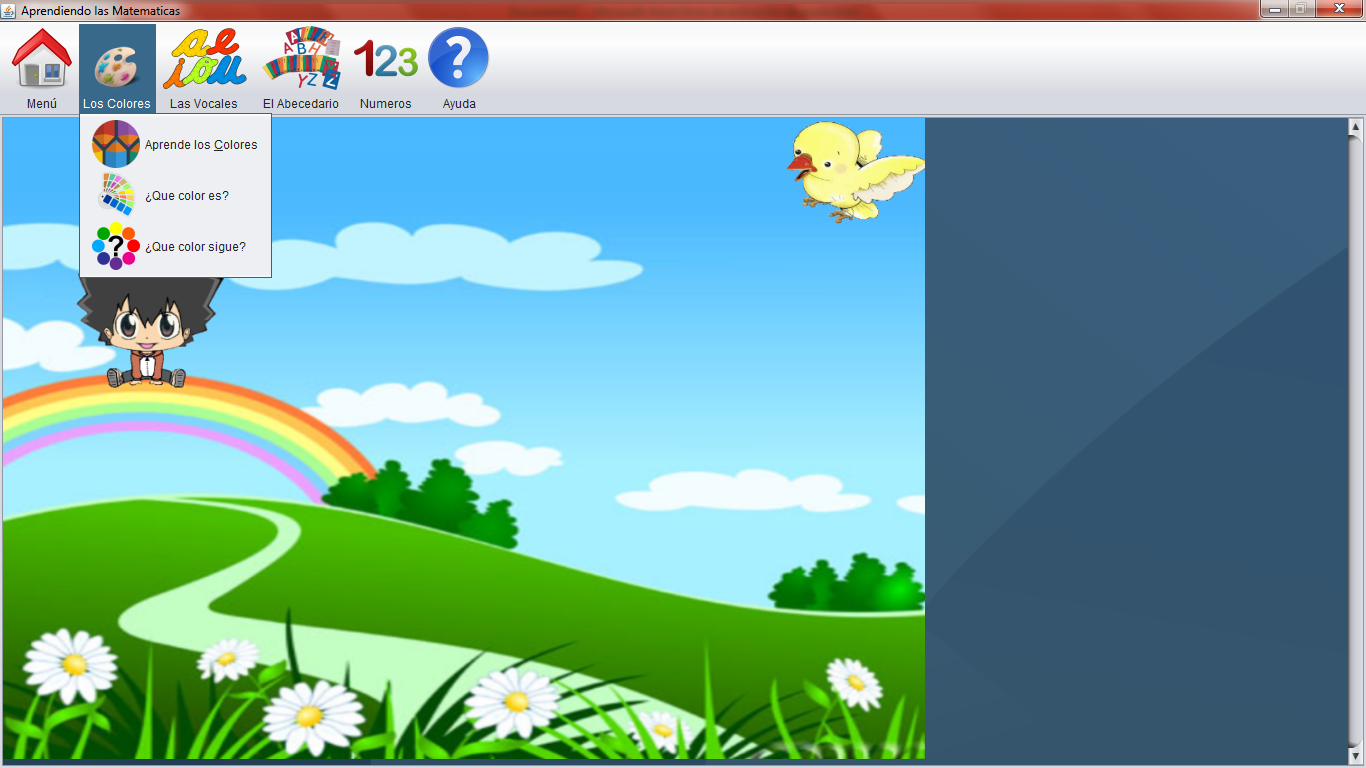 Aprendiendo las Matematicas
123
Menú
Los Colores
Las Vocales
El Abecedario
Numeros
Ayuda
Aprende los Colores
¿Que color es?
¿Que color sigue?